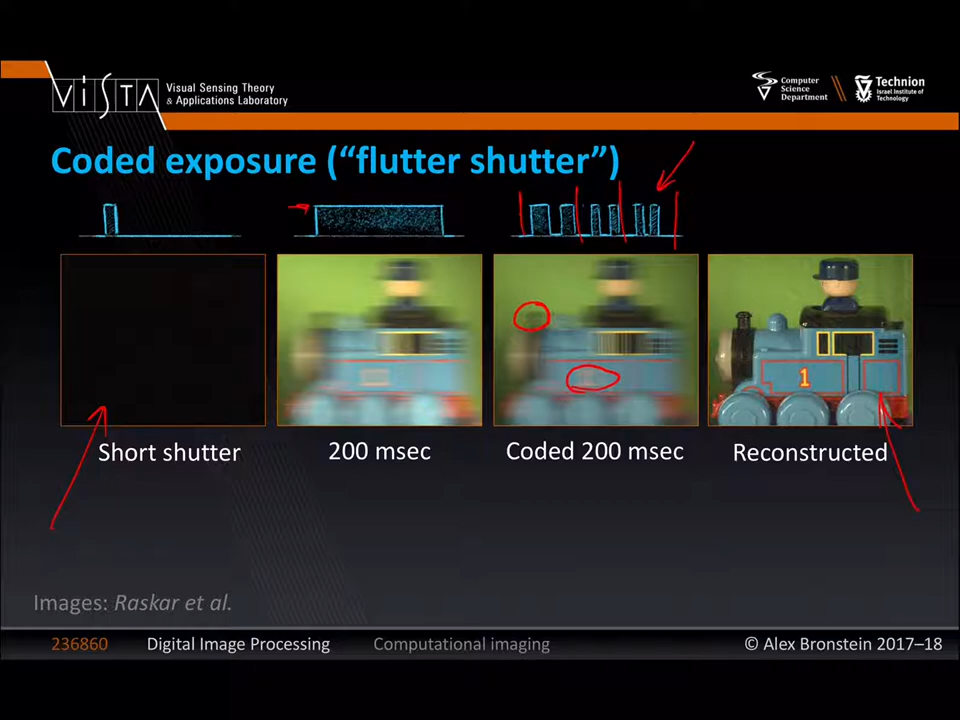 VISTA
Visual Sensing Theory
& Applications Laboratory
Computer
Science
Department
Technion
Israel Institute of
Technology
Coded exposure (“flutter shutter”)
1
Short shutter
200 msec
Coded 200 msec
Reconstructed
Images: Raskar et al.
236860 Digital Image Processing Computational imaging © Alex Bronstein 2017–18